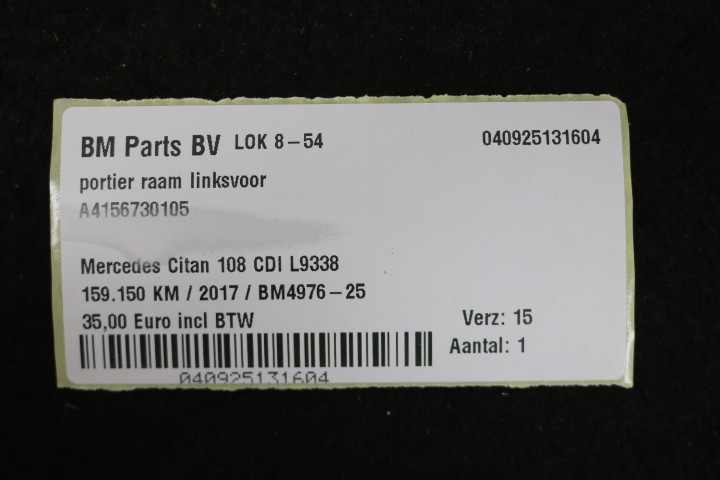 BM Parts BV LOK 8-54 040925131604
portier raam linksvoor
A4156730105
Mercedes Citan 108 CDI L9338
159.150 KM / 2017 / BM4976-25
35,00 Euro incl BTW Verz: 15
Aantal: 1
040925131604